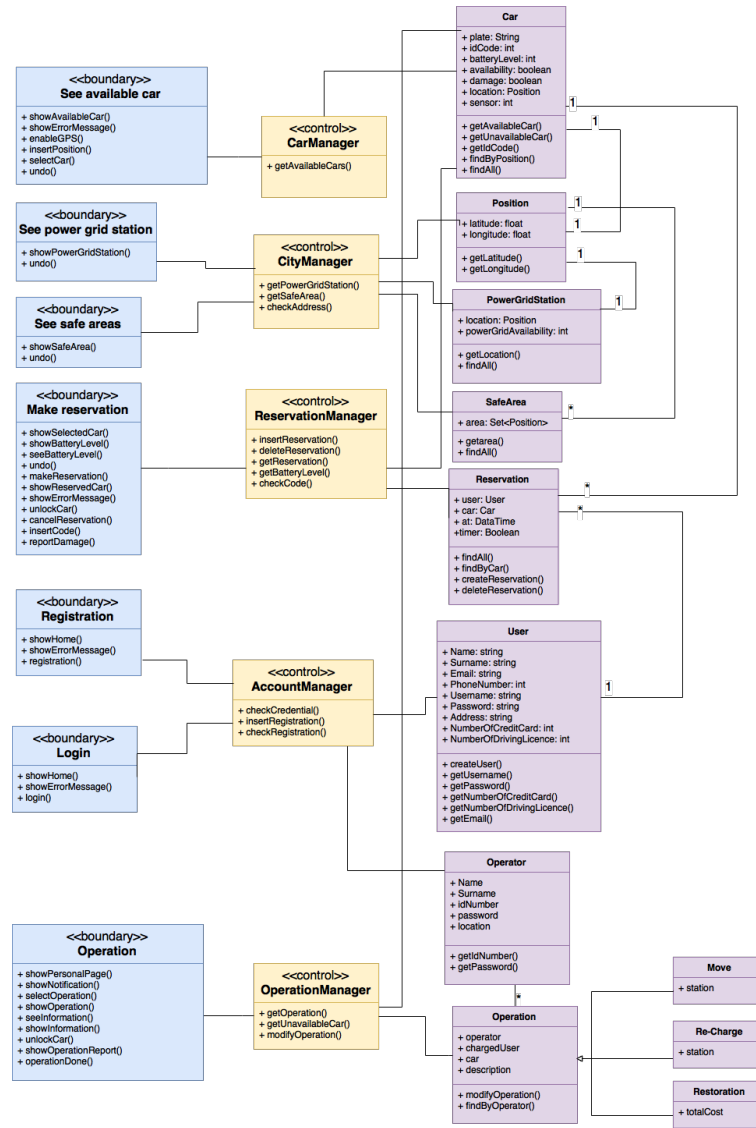 <<boundary>>
See available car
+ showAvailableCar()
+ showErrorMessage()
+ enableGPS()
+ insertPosition()
+ selectCar()
+ undo()
<<boundary>>
See power grid station
+ showPowerGridStation()
+ undo()
<<boundary>>
See safe areas
+ showSafeArea()
+ undo()
<<boundary>>
Make reservation
+ showSelectedCar()
+ showBatteryLevel()
+ seeBatteryLevel()
+ undo()
+ makeReservation()
+ showReservedCar()
+ showErrorMessage()
+ unlockCar()
+ cancelReservation()
+ insertCode()
+ reportDamage()
<<boundary>>
Registration
+ showHome()
+ showErrorMessage()
+ registration()
<<boundary>>
Login
+ showHome()
+ showErrorMessage()
+ login()
<<boundary>>
Operation
+ showPersonalPage()
+ showNotification()
+ selectOperation()
+ showOperation()
+ seeInformation()
+ showInformation()
+ unlockCar()
+ showOperationReport()
+ operationDone()
<<control>>
CarManager
+ getAvailableCars()
<<control>>
CityManager
+ getPowerGridStation()
+ getSafeArea()
+ checkAddress()
<<control>>
ReservationManager
+ insertReservation()
+ deleteReservation()
+ getReservation()
+ getBatteryLevel()
+ checkCode()
<<control>>
AccountManager
+ checkCredential()
+ insertRegistration()
+ checkRegistration()
<<control>>
OperationManager
+ getOperation()
+ getUnavailableCar()
+ modifyOperation()
Car
+ plate: String
+ idCode: int
+ batteryLevel: int
+ availability: boolean
+ damage: boolean
+ location: Position
+ sensor: int
+ getAvailableCar()
+ getUnavailableCar()
+ getIdCode()
+ findByPosition()
+ findAll()
1
1
Position
+ latitude: float
+ longitude: float
+ getLatitude()
+ getLongitude()
1
1
1
PowerGridStation
+ location: Position
+ powerGridAvailability: int
+ getLocation()
+ findAll()
1
SafeArea
+ area: Set<Position>
+ getarea()
+ findAll()
*
Reservation
+ user: User
+ car: Car
+ at: DataTime
+timer: Boolean
+ findAll()
+ findByCar()
+ createReservation()
+ deleteReservation()
*
*
User
+ Name: string
+ Surname: string
+ Email: string
+ PhoneNumber: int
+ Username: string
+ Password: string
+ Address: string
+ NumberOfCreditCard: int
+ NumberOfDrivingLicence: int
+ createUser()
+ getUsername()
+ getPassword()
+ getNumberOfCreditCard()
+ getNumberOfDrivingLicence()
+ getEmail()
1
Operator
+ Name
+ Surname
+ idNumber
+ password
+ location
+ getIdNumber()
+ getPassword()
*
Operation
+ operator
+ chargedUser
+ car
+ description
+ modifyOperation()
+ findByOperator()
Move
+ station
Re-Charge
+ station
Restoration
+ totalCost